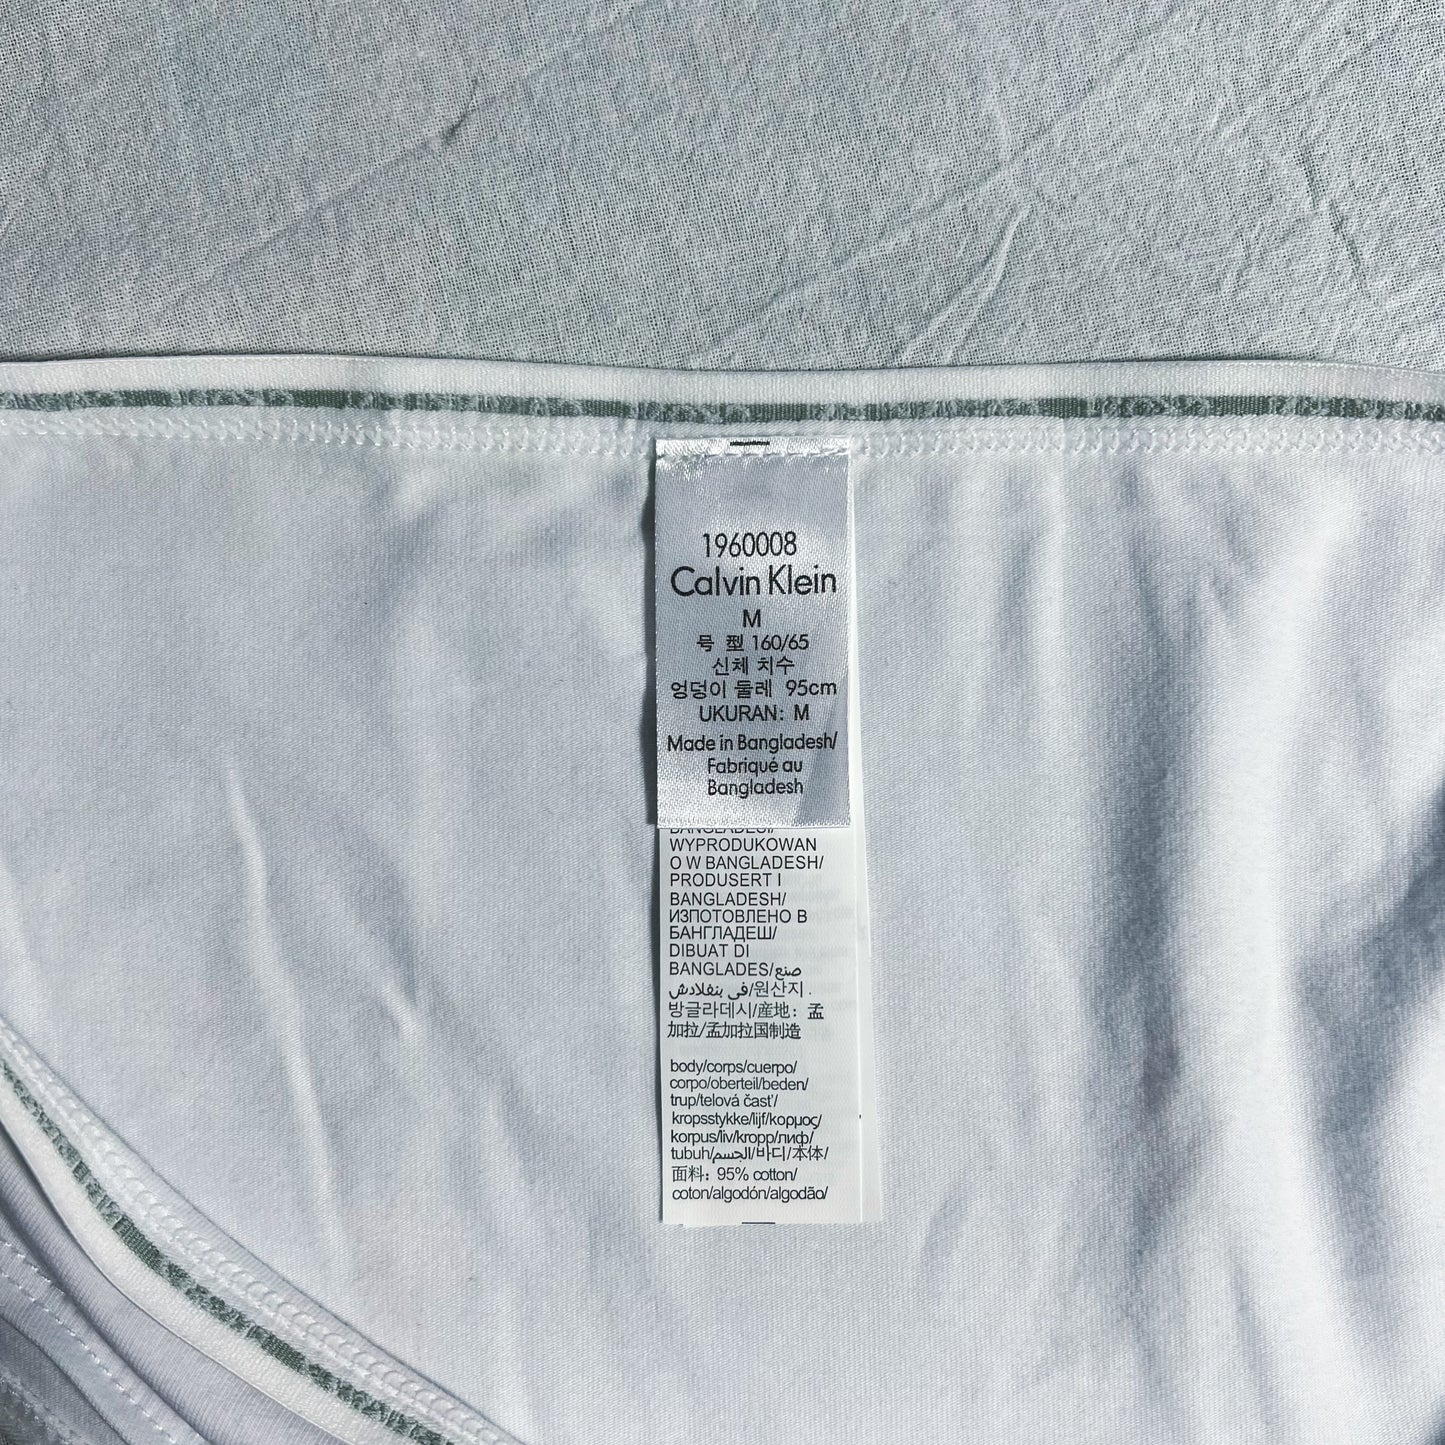 1960008
Calvin Klein
M
号 型 160/65
신체 치수
엉덩이 둘레 95cm
UKURAN: M
Made in Bangladesh/
Fabriqué au
Bangladesh
WYPRODUKOWAN
O W BANGLADESH/
PRODUSERT I
BANGLADESH/
ИЗПОТОВЛЕНО В
БАНГЛАДЕШ/
DIBUAT DI
BANGLADES/صنع
في بنغلادش/원산지 .
방글라데시/産地: 孟
加拉/孟加拉国制造
body/corps/cuerpo/
corpo/oberteil/beden/
trup/telová časť/
kropsstykke/lijf/κορμος/
korpus/liv/kropp/лиф/
tubuh/الجسم/바디/本体/
面料: 95% cotton/
coton/algodón/algodão/